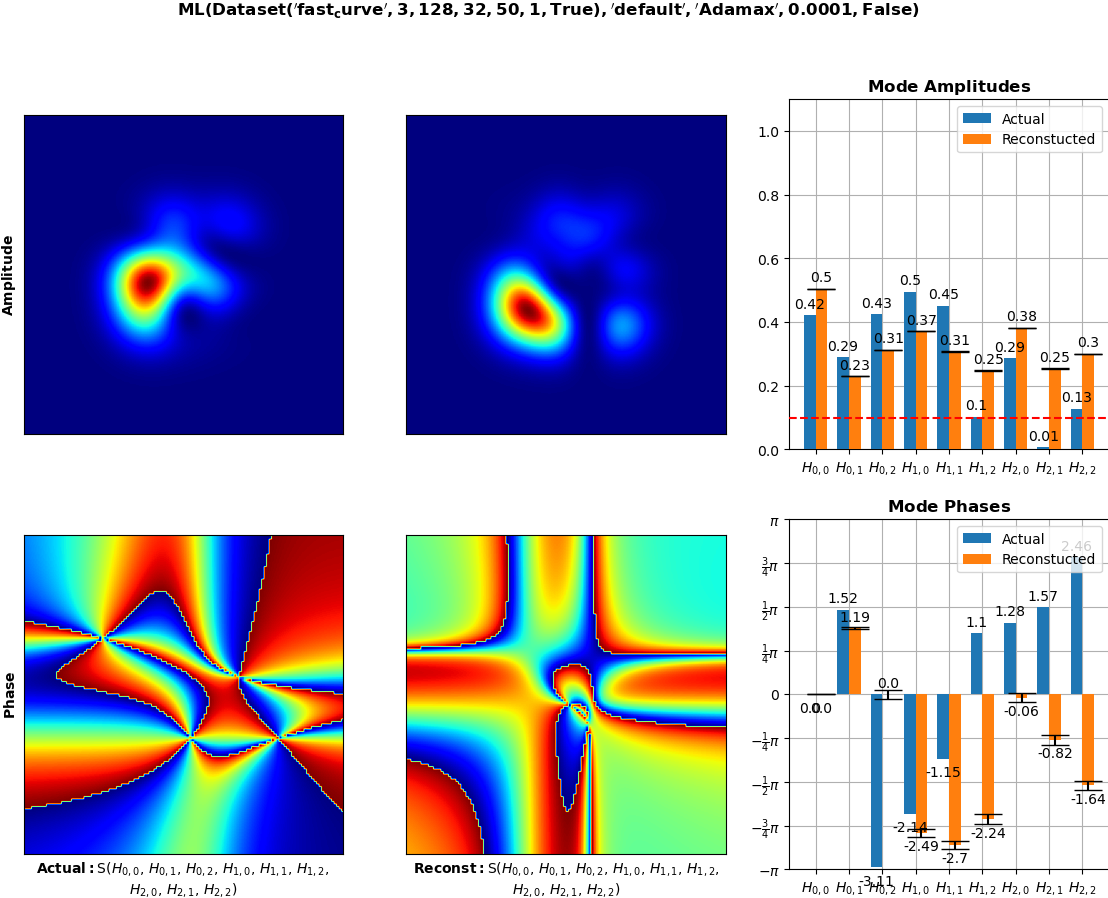 ML(Dataset('fast_curve', 3, 128, 32, 50, 1, True), 'default', 'Adamax', 0.0001, False)
Amplitude
Mode Amplitudes
Actual
Reconstucted
1.0
0.8
0.6
0.4
0.2
0.0
0.42
0.5
0.29
0.23
0.43
0.31
0.5
0.37
0.45
0.31
0.1
0.25
0.29
0.38
0.01
0.25
0.13
0.3
H0,0 H0,1 H0,2 H1,0 H1,1 H1,2 H2,0 H2,1 H2,2
Phase
Mode Phases
Actual
Reconstucted
π
3/4π
1/2π
1/4π
0
−1/4π
−1/2π
−3/4π
−π
0.0
0.0
1.52
1.19
-3.11
0.0
-2.14
-2.49
-1.15
-2.7
1.1
-2.24
1.28
-0.06
1.57
-0.82
2.46
-1.64
H0,0 H0,1 H0,2 H1,0 H1,1 H1,2 H2,0 H2,1 H2,2
Actual: S(H0,0, H0,1, H0,2, H1,0, H1,1, H1,2,
H2,0, H2,1, H2,2)
Reconst: S(H0,0, H0,1, H0,2, H1,0, H1,1, H1,2,
H2,0, H2,1, H2,2)